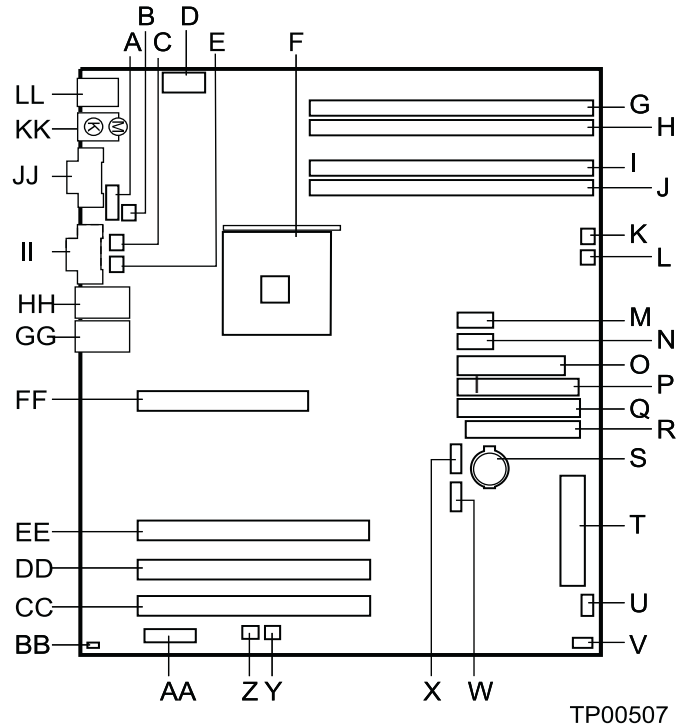 B D
A C E F
LL G
KK K M H
JJ I
J
K
II L
HH M
GG N
O
FF P
Q
R
S
EE T
DD
CC U
BB V
AA Z Y X W
TP00507